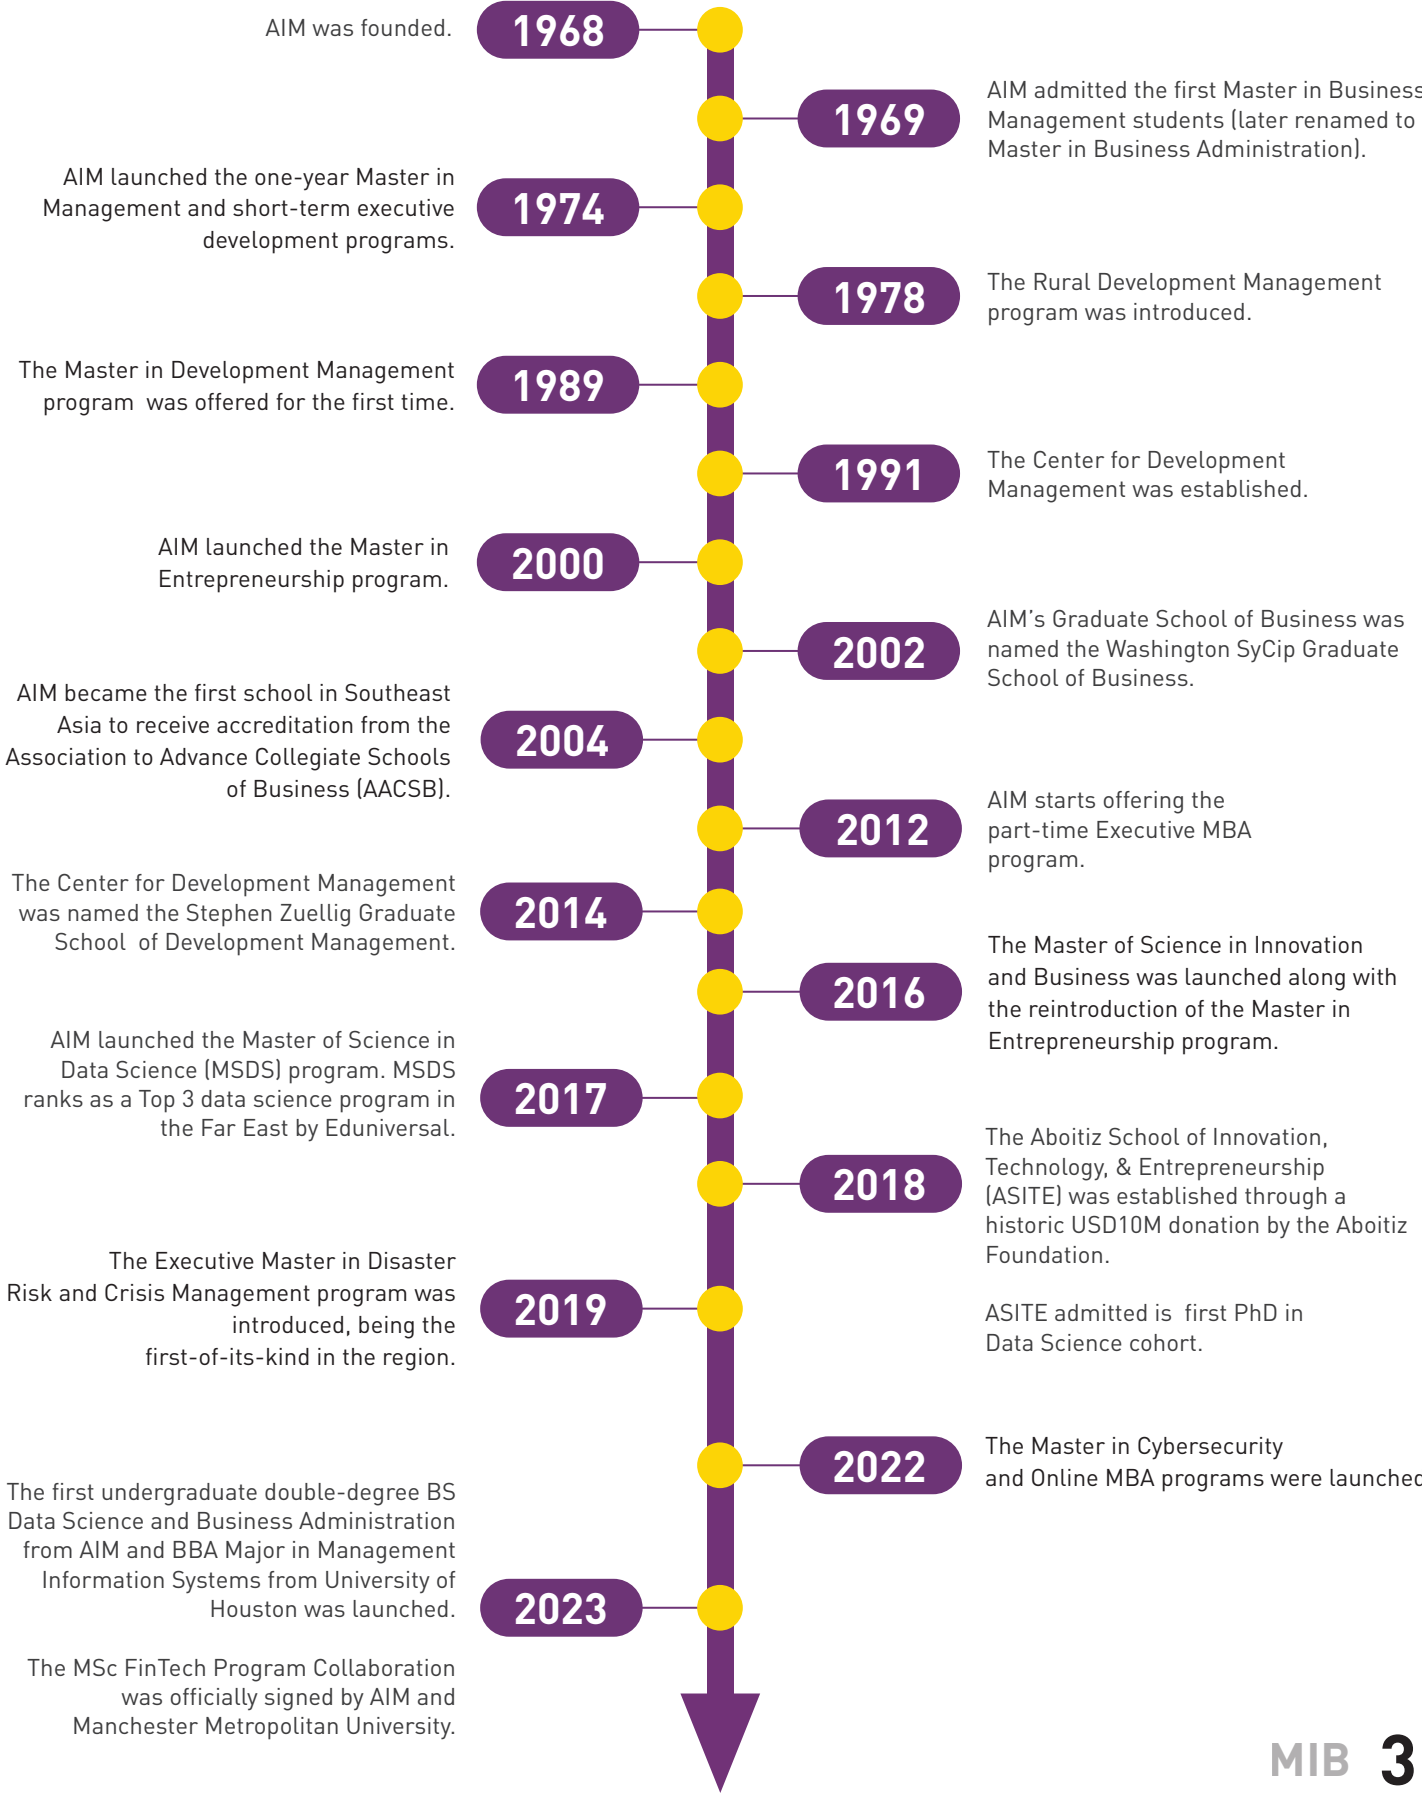 AIM was founded.
1968
1969
AIM admitted the first Master in Business
Management students (later renamed to
Master in Business Administration).
AIM launched the one-year Master in
Management and short-term executive
development programs.
1974
1978
The Rural Development Management
program was introduced.
The Master in Development Management
program was offered for the first time.
1989
1991
The Center for Development
Management was established.
AIM launched the Master in
Entrepreneurship program.
2000
2002
AIM’s Graduate School of Business was
named the Washington SyCip Graduate
School of Business.
AIM became the first school in Southeast
Asia to receive accreditation from the
Association to Advance Collegiate Schools
of Business (AACSB).
2004
2012
AIM starts offering the
part-time Executive MBA
program.
The Center for Development Management
was named the Stephen Zuellig Graduate
School of Development Management.
2014
2016
The Master of Science in Innovation
and Business was launched along with
the reintroduction of the Master in
Entrepreneurship program.
AIM launched the Master of Science in
Data Science (MSDS) program. MSDS
ranks as a Top 3 data science program in
the Far East by Eduniversal.
2017
2018
The Aboitiz School of Innovation,
Technology, & Entrepreneurship
(ASITE) was established through a
historic USD10M donation by the Aboitiz
Foundation.
ASITE admitted is first PhD in
Data Science cohort.
The Executive Master in Disaster
Risk and Crisis Management program was
introduced, being the
first-of-its-kind in the region.
2019
2022
The Master in Cybersecurity
and Online MBA programs were launched
The first undergraduate double-degree BS
Data Science and Business Administration
from AIM and BBA Major in Management
Information Systems from University of
Houston was launched.
2023
The MSc FinTech Program Collaboration
was officially signed by AIM and
Manchester Metropolitan University.
MIB 3